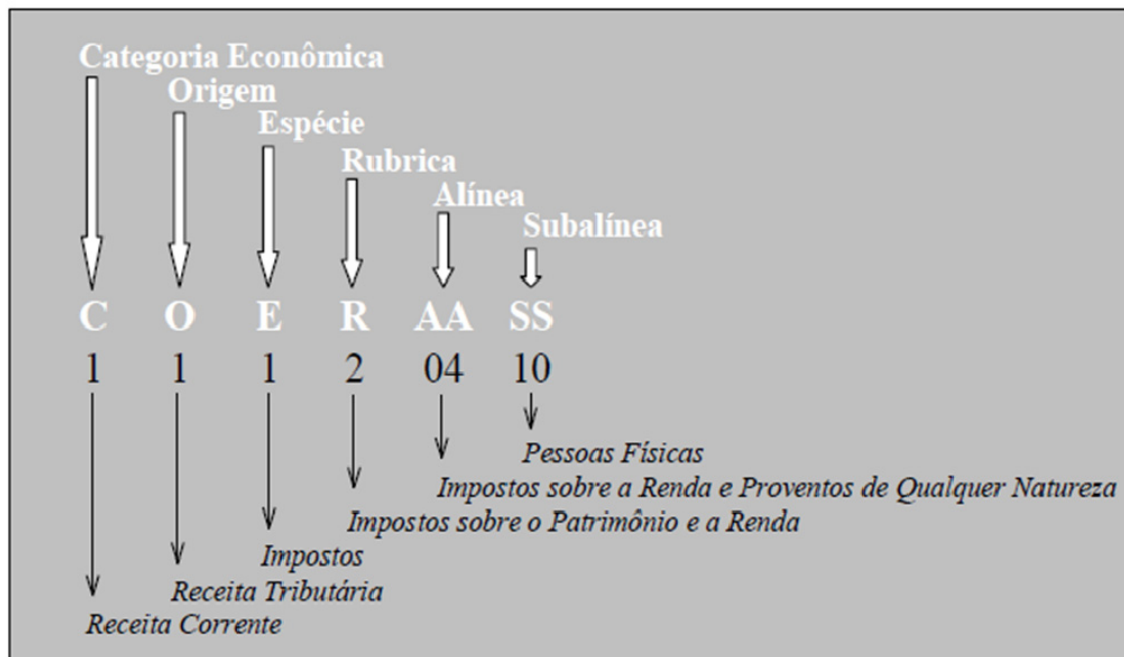 Categoria Econômica
Origem
Espécie
Rubrica
Alínea
Subalínea
C O E R AA SS
1 1 1 2 04 10
Pessoas Físicas
Impostos sobre a Renda e Proventos de Qualquer Natureza
Impostos sobre o Patrimônio e a Renda
Impostos
Receita Tributária
Receita Corrente